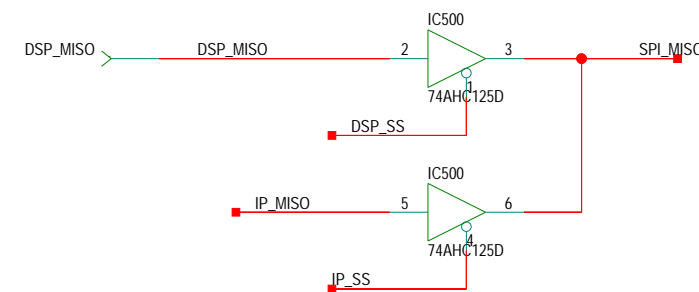 IC500
DSP_MISO DSP_MISO 2 3 SPI_MISO
1
74AHC125D
DSP_SS
IC500
IP_MISO 5 6
4
74AHC125D
IP_SS